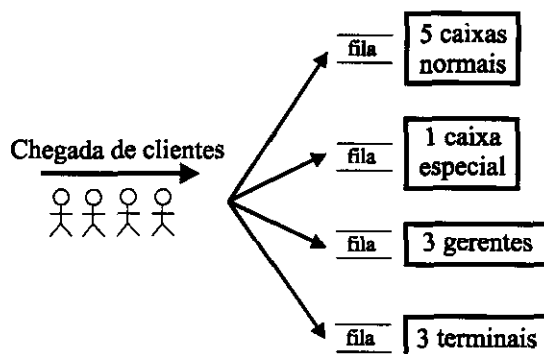 Chegada de clientes
fila
5 caixas
normais
fila
1 caixa
especial
fila
3 gerentes
fila
3 terminais